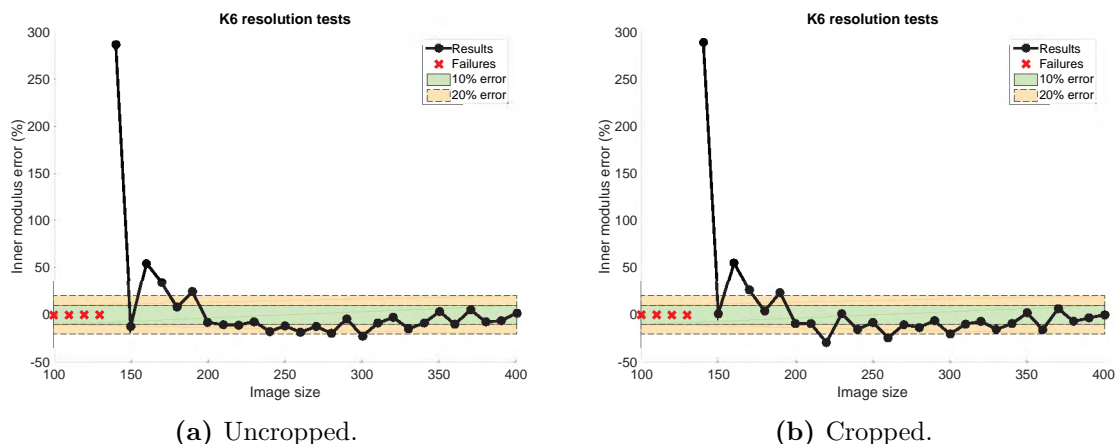 K6 resolution tests
300
250
200
150
100
50
0
-50
Inner modulus error (%)
Results
Failures
10% error
20% error
100 150 200 250 300 350 400
Image size
(a) Uncropped.
K6 resolution tests
300
250
200
150
100
50
0
-50
Inner modulus error (%)
Results
Failures
10% error
20% error
100 150 200 250 300 350 400
Image size
(b) Cropped.